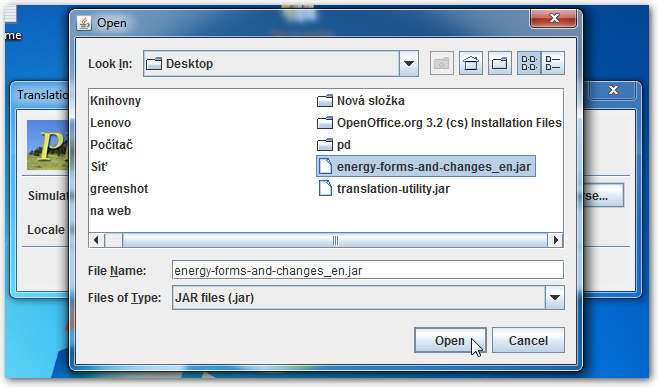 me
Open
Look In:
Desktop
Translatio
Knihovny
Lenovo
Počítač
Síť
greenshot
na web
Nová složka
OpenOffice.org 3.2 (cs) Installation Files
pd
energy-forms-and-changes_en.jar
translation-utility.jar
P
Simulat
se...
Locale
File Name:
energy-forms-and-changes_en.jar
Files of Type:
JAR files (.jar)
Open
Cancel